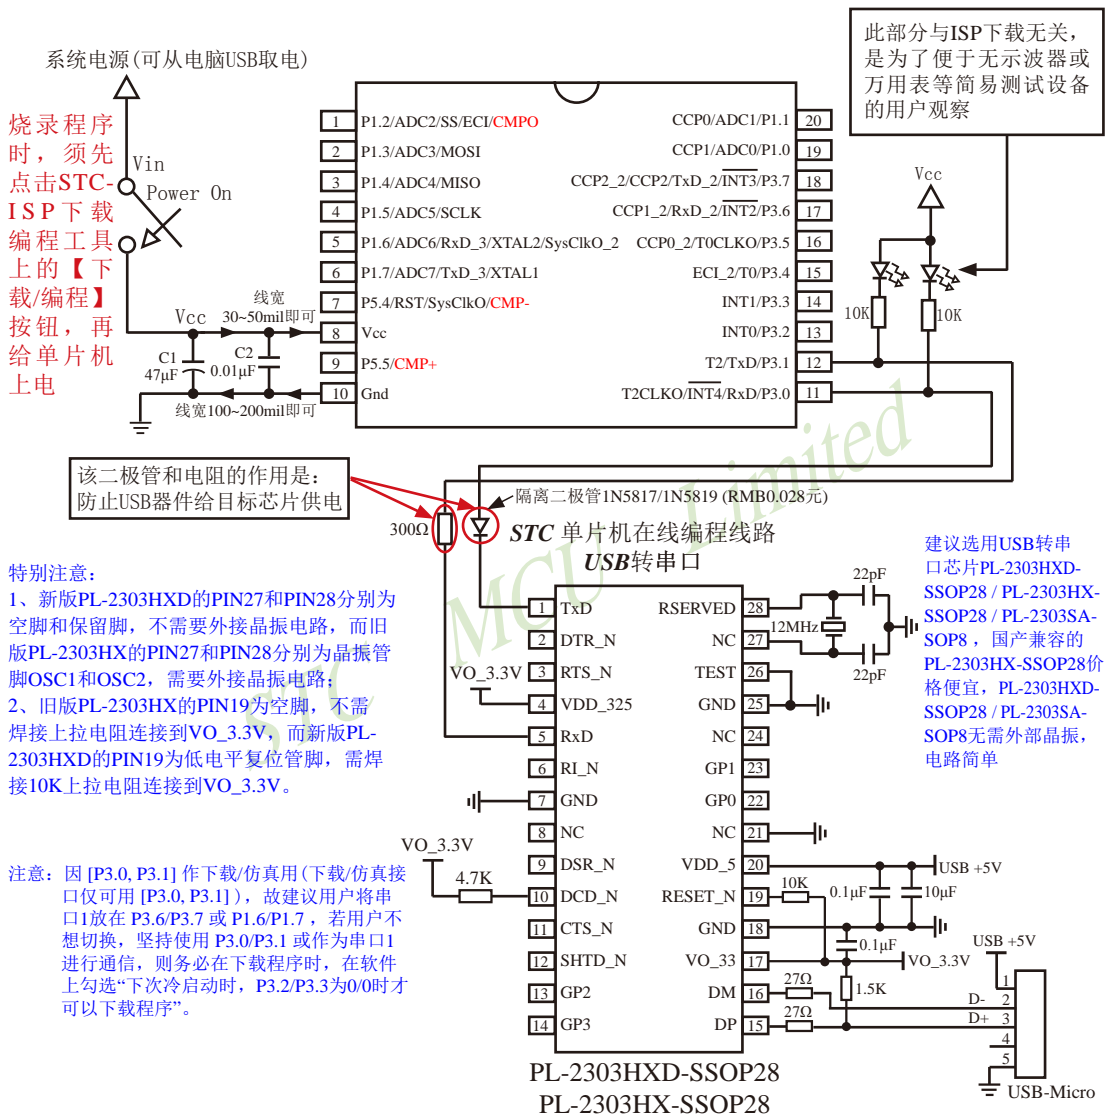 系统电源(可从电脑USB取电)
此部分与ISP下载无关,
是为了便于无示波器或
万用表等简易测试设备
的用户观察
烧录程序
时，须先
点击STC-
ISP下载
编程工具
上的【下
载/编程】
按钮，再
给单片机
上电
Vin
Power On
Vcc
线宽
30~50mil即可
C1
47μF
C2
0.01μF
线宽100~200mil即可
1 P1.2/ADC2/SS/ECI/CMPO
2 P1.3/ADC3/MOSI
3 P1.4/ADC4/MISO
4 P1.5/ADC5/SCLK
5 P1.6/ADC6/RxD_3/XTAL2/SysClkO_2
6 P1.7/ADC7/TxD_3/XTAL1
7 P5.4/RST/SysClkO/CMP-
8 Vcc
9 P5.5/CMP+
10 Gnd
CCP0/ADC1/P1.1 20
CCP1/ADC0/P1.0 19
CCP2_2/CCP2/TxD_2/INT3/P3.7 18
CCP1_2/RxD_2/INT2/P3.6 17
CCP0_2/T0CLKO/P3.5 16
ECI_2/T0/P3.4 15
INT1/P3.3 14
INT0/P3.2 13
T2/TxD/P3.1 12
T2CLKO/INT4/RxD/P3.0 11
Vcc
10K
10K
该二极管和电阻的作用是:
防止USB器件给目标芯片供电
300Ω
隔离二极管1N5817/1N5819 (RMB0.028元)
STC 单片机在线编程线路
USB转串口
STC MCU Limited
特别注意:
1、新版PL-2303HXD的PIN27和PIN28分别为
空脚和保留脚，不需要外接晶振电路，而旧
版PL-2303HX的PIN27和PIN28分别为晶振管
脚OSC1和OSC2，需要外接晶振电路;
2、旧版PL-2303HX的PIN19为空脚，不需
焊接上拉电阻连接到VO_3.3V，而新版PL-
2303HXD的PIN19为低电平复位管脚，需焊
接10K上拉电阻连接到VO_3.3V。
建议选用USB转串
口芯片PL-2303HXD-
SSOP28 / PL-2303HX-
SSOP28 / PL-2303SA-
SOP8 , 国产兼容的
PL-2303HX-SSOP28价
格便宜，PL-2303HXD-
SSOP28 / PL-2303SA-
SOP8无需外部晶振，
电路简单
注意: 因 [P3.0, P3.1] 作下载/仿真用(下载/仿真接
口仅可用 [P3.0, P3.1] )，故建议用户将串
口1放在 P3.6/P3.7 或 P1.6/P1.7 ，若用户不
想切换，坚持使用 P3.0/P3.1 或作为串口1
进行通信，则务必在下载程序时，在软件
上勾选“下次冷启动时，P3.2/P3.3为0/0时才
可以下载程序”。
VO_3.3V
VO_3.3V
4.7K
1 TxD
2 DTR_N
3 RTS_N
4 VDD_325
5 RxD
6 RI_N
7 GND
8 NC
9 DSR_N
10 DCD_N
11 CTS_N
12 SHTD_N
13 GP2
14 GP3
RSERVED 28
NC 27
TEST 26
GND 25
NC 24
GP1 23
GP0 22
NC 21
VDD_5 20
RESET_N 19
GND 18
VO_33 17
DM 16
DP 15
22pF
12MHz
22pF
USB +5V
10K
0.1μF
10μF
0.1μF
VO_3.3V
27Ω
1.5K
27Ω
USB +5V
D-
D+
1
2
3
4
5
USB-Micro
PL-2303HXD-SSOP28
PL-2303HX-SSOP28